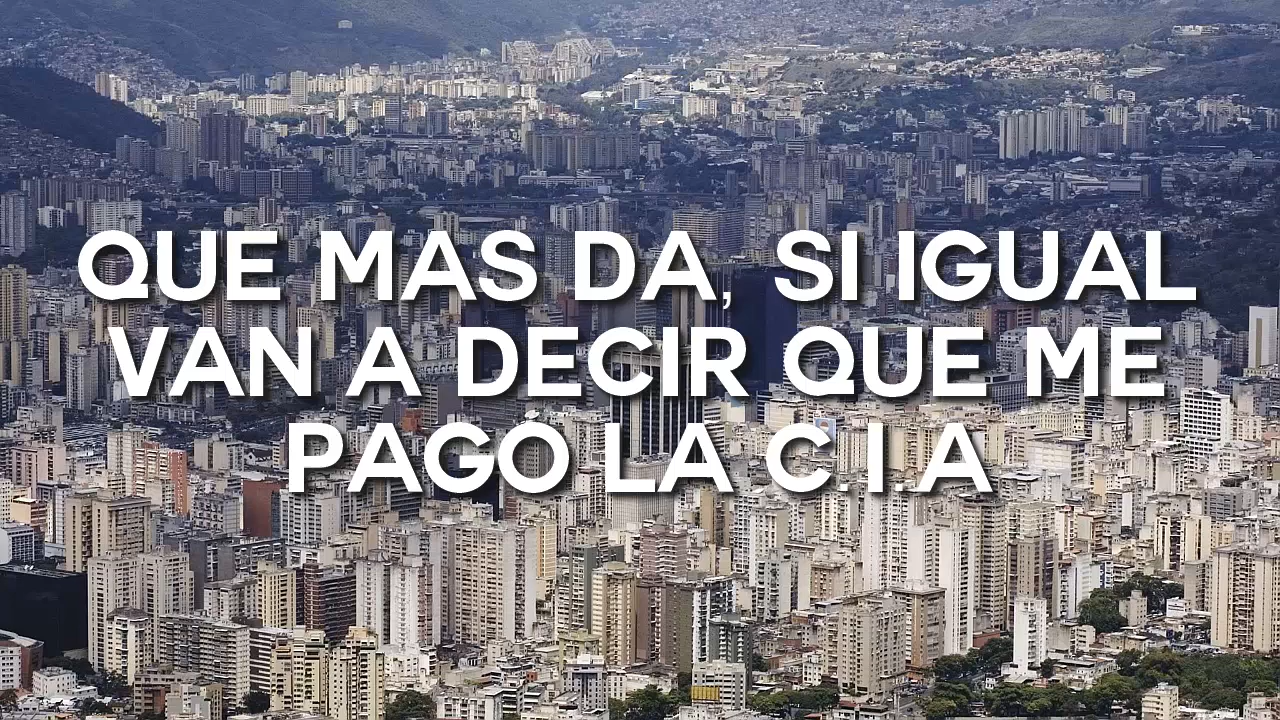 QUE MAS DA, SI IGUAL
VAN A DECIR QUE ME
PAGÓ LA C.I.A